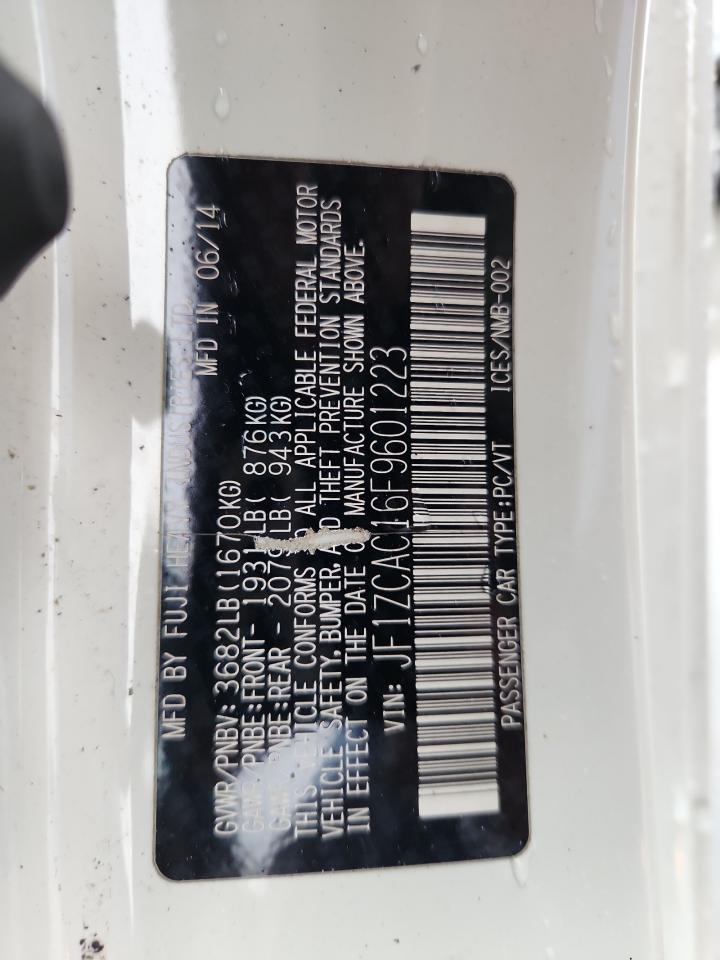 MFD BY FUJI HEAVY INDUSTRIES LTD.
MFD IN 06/14
GVWR/PNBV: 3682LB(1670KG)
GAWR/PNBE:FRONT- 1931LB( 876KG)
GAWR/PNBE:REAR - 2079LB( 943KG)
THIS VEHICLE CONFORMS TO ALL APPLICABLE FEDERAL MOTOR
VEHICLE SAFETY,BUMPER, AND THEFT PREVENTION STANDARDS
IN EFFECT ON THE DATE OF MANUFACTURE SHOWN ABOVE.
VIN: JF1ZCAC16F9601223
PASSENGER CAR TYPE:PC/VT ICES/NMB-002